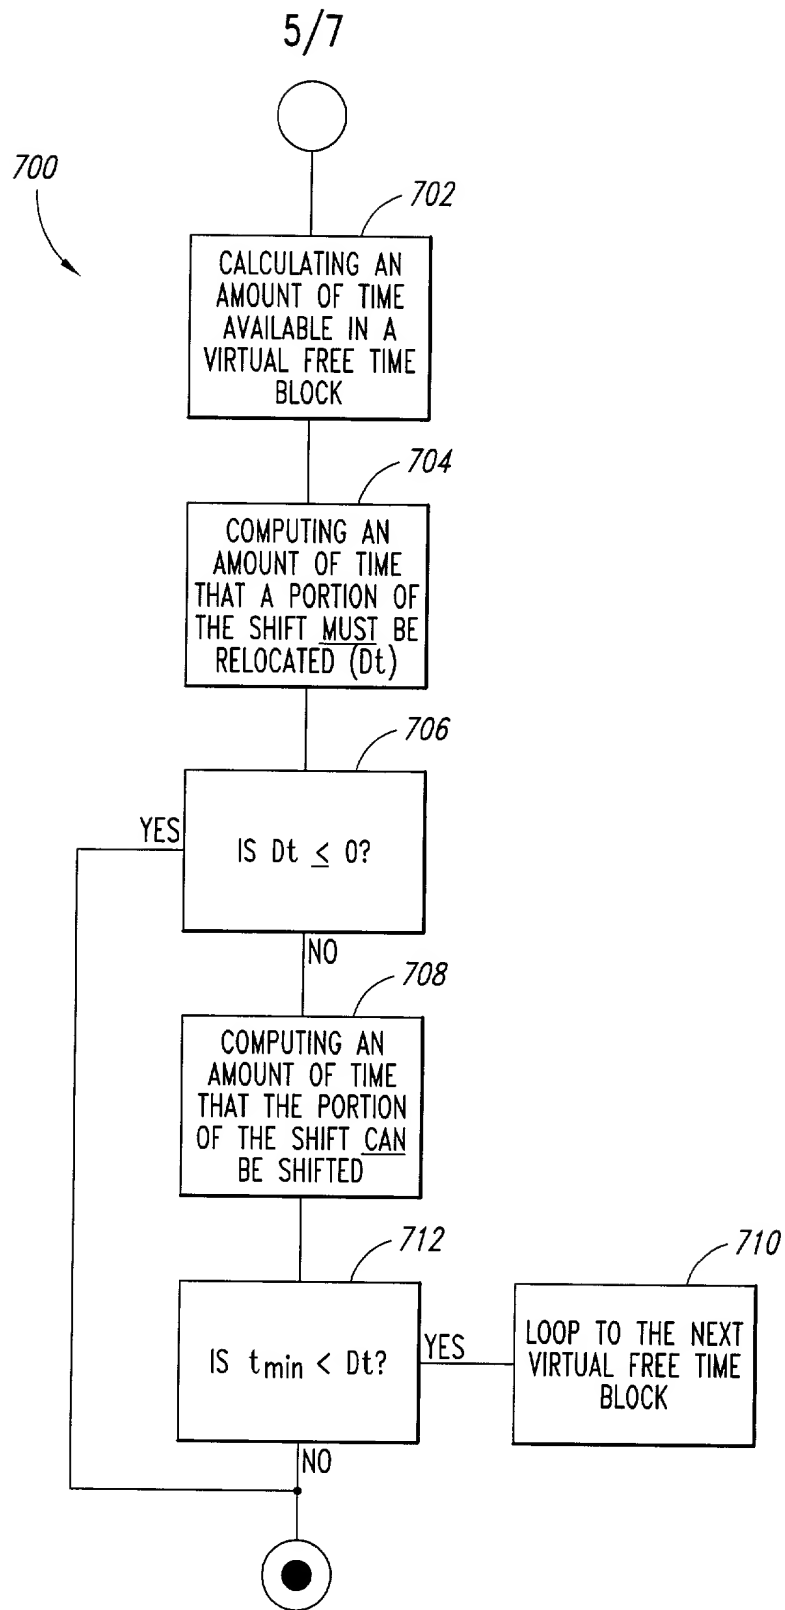 5/7
700
702
CALCULATING AN
AMOUNT OF TIME
AVAILABLE IN A
VIRTUAL FREE TIME
BLOCK
704
COMPUTING AN
AMOUNT OF TIME
THAT A PORTION OF
THE SHIFT MUST BE
RELOCATED (Dt)
706
YES
IS Dt ≤ 0?
NO
708
COMPUTING AN
AMOUNT OF TIME
THAT THE PORTION
OF THE SHIFT CAN
BE SHIFTED
712
710
IS tmin < Dt?
YES
LOOP TO THE NEXT
VIRTUAL FREE TIME
BLOCK
NO